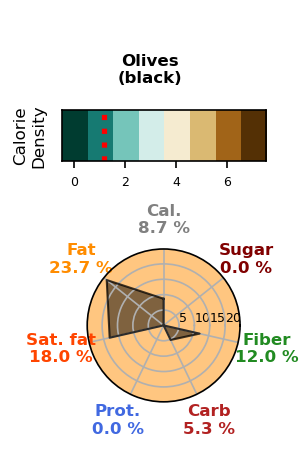 Olives
(black)
Calorie
Density
0 2 4 6
Cal.
8.7 %
Fat
23.7 %
Sugar
0.0 %
5 10 15 20
Sat. fat
18.0 %
Fiber
12.0 %
Prot.
0.0 %
Carb
5.3 %